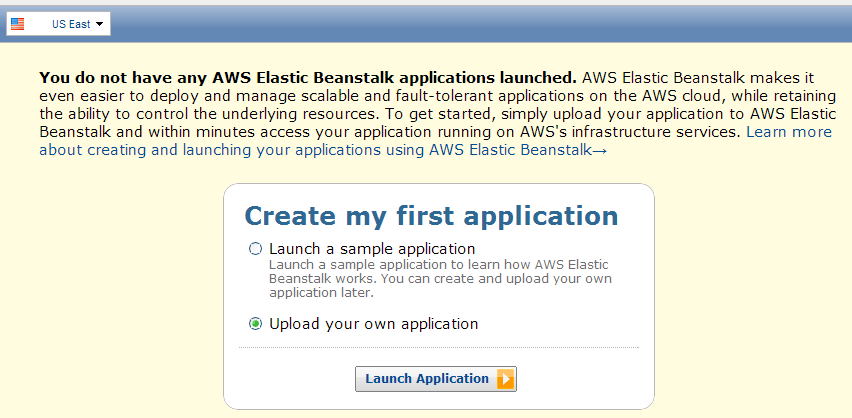 US East
You do not have any AWS Elastic Beanstalk applications launched. AWS Elastic Beanstalk makes it
even easier to deploy and manage scalable and fault-tolerant applications on the AWS cloud, while retaining
the ability to control the underlying resources. To get started, simply upload your application to AWS Elastic
Beanstalk and within minutes access your application running on AWS's infrastructure services. Learn more
about creating and launching your applications using AWS Elastic Beanstalk→
Create my first application
Launch a sample application
Launch a sample application to learn how AWS Elastic
Beanstalk works. You can create and upload your own
application later.
Upload your own application
Launch Application